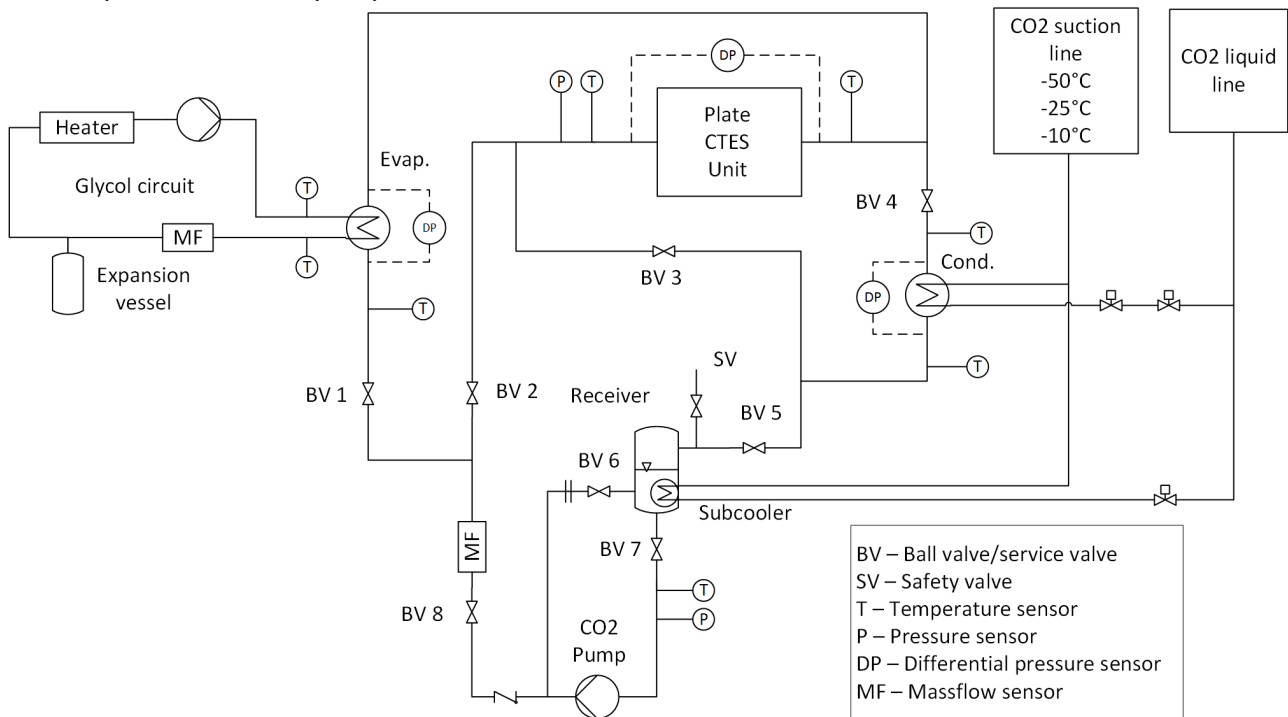 CO2 suction
line
-50°C
-25°C
-10°C
CO2 liquid
line
DP
P
T
T
Plate
CTES
Unit
Heater
Evap.
Glycol circuit
T
T
MF
DP
Expansion
vessel
T
BV 4
T
Cond.
DP
BV 3
T
SV
BV 1
BV 2
Receiver
BV 5
BV 6
Subcooler
MF
BV 7
T
P
BV 8
CO2
Pump
BV – Ball valve/service valve
SV – Safety valve
T – Temperature sensor
P – Pressure sensor
DP – Differential pressure sensor
MF – Massflow sensor